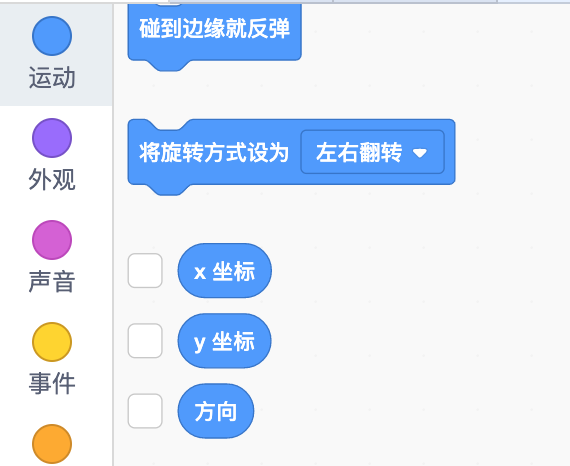 碰到边缘就反弹
运动
将旋转方式设为 左右翻转
外观
x 坐标
声音
y 坐标
事件
方向